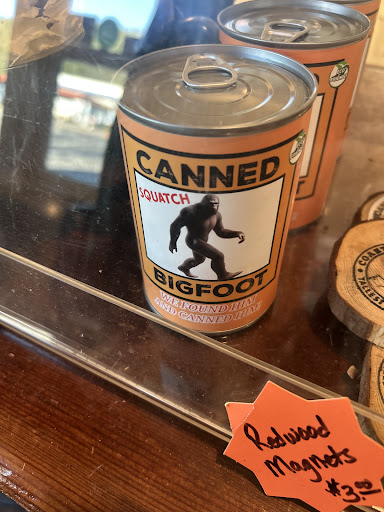 CANNED
SQUATCH
BIGFOOT
WE FOUND HIM
AND CANNED HIM!
Redwood
Magnets
$3.00